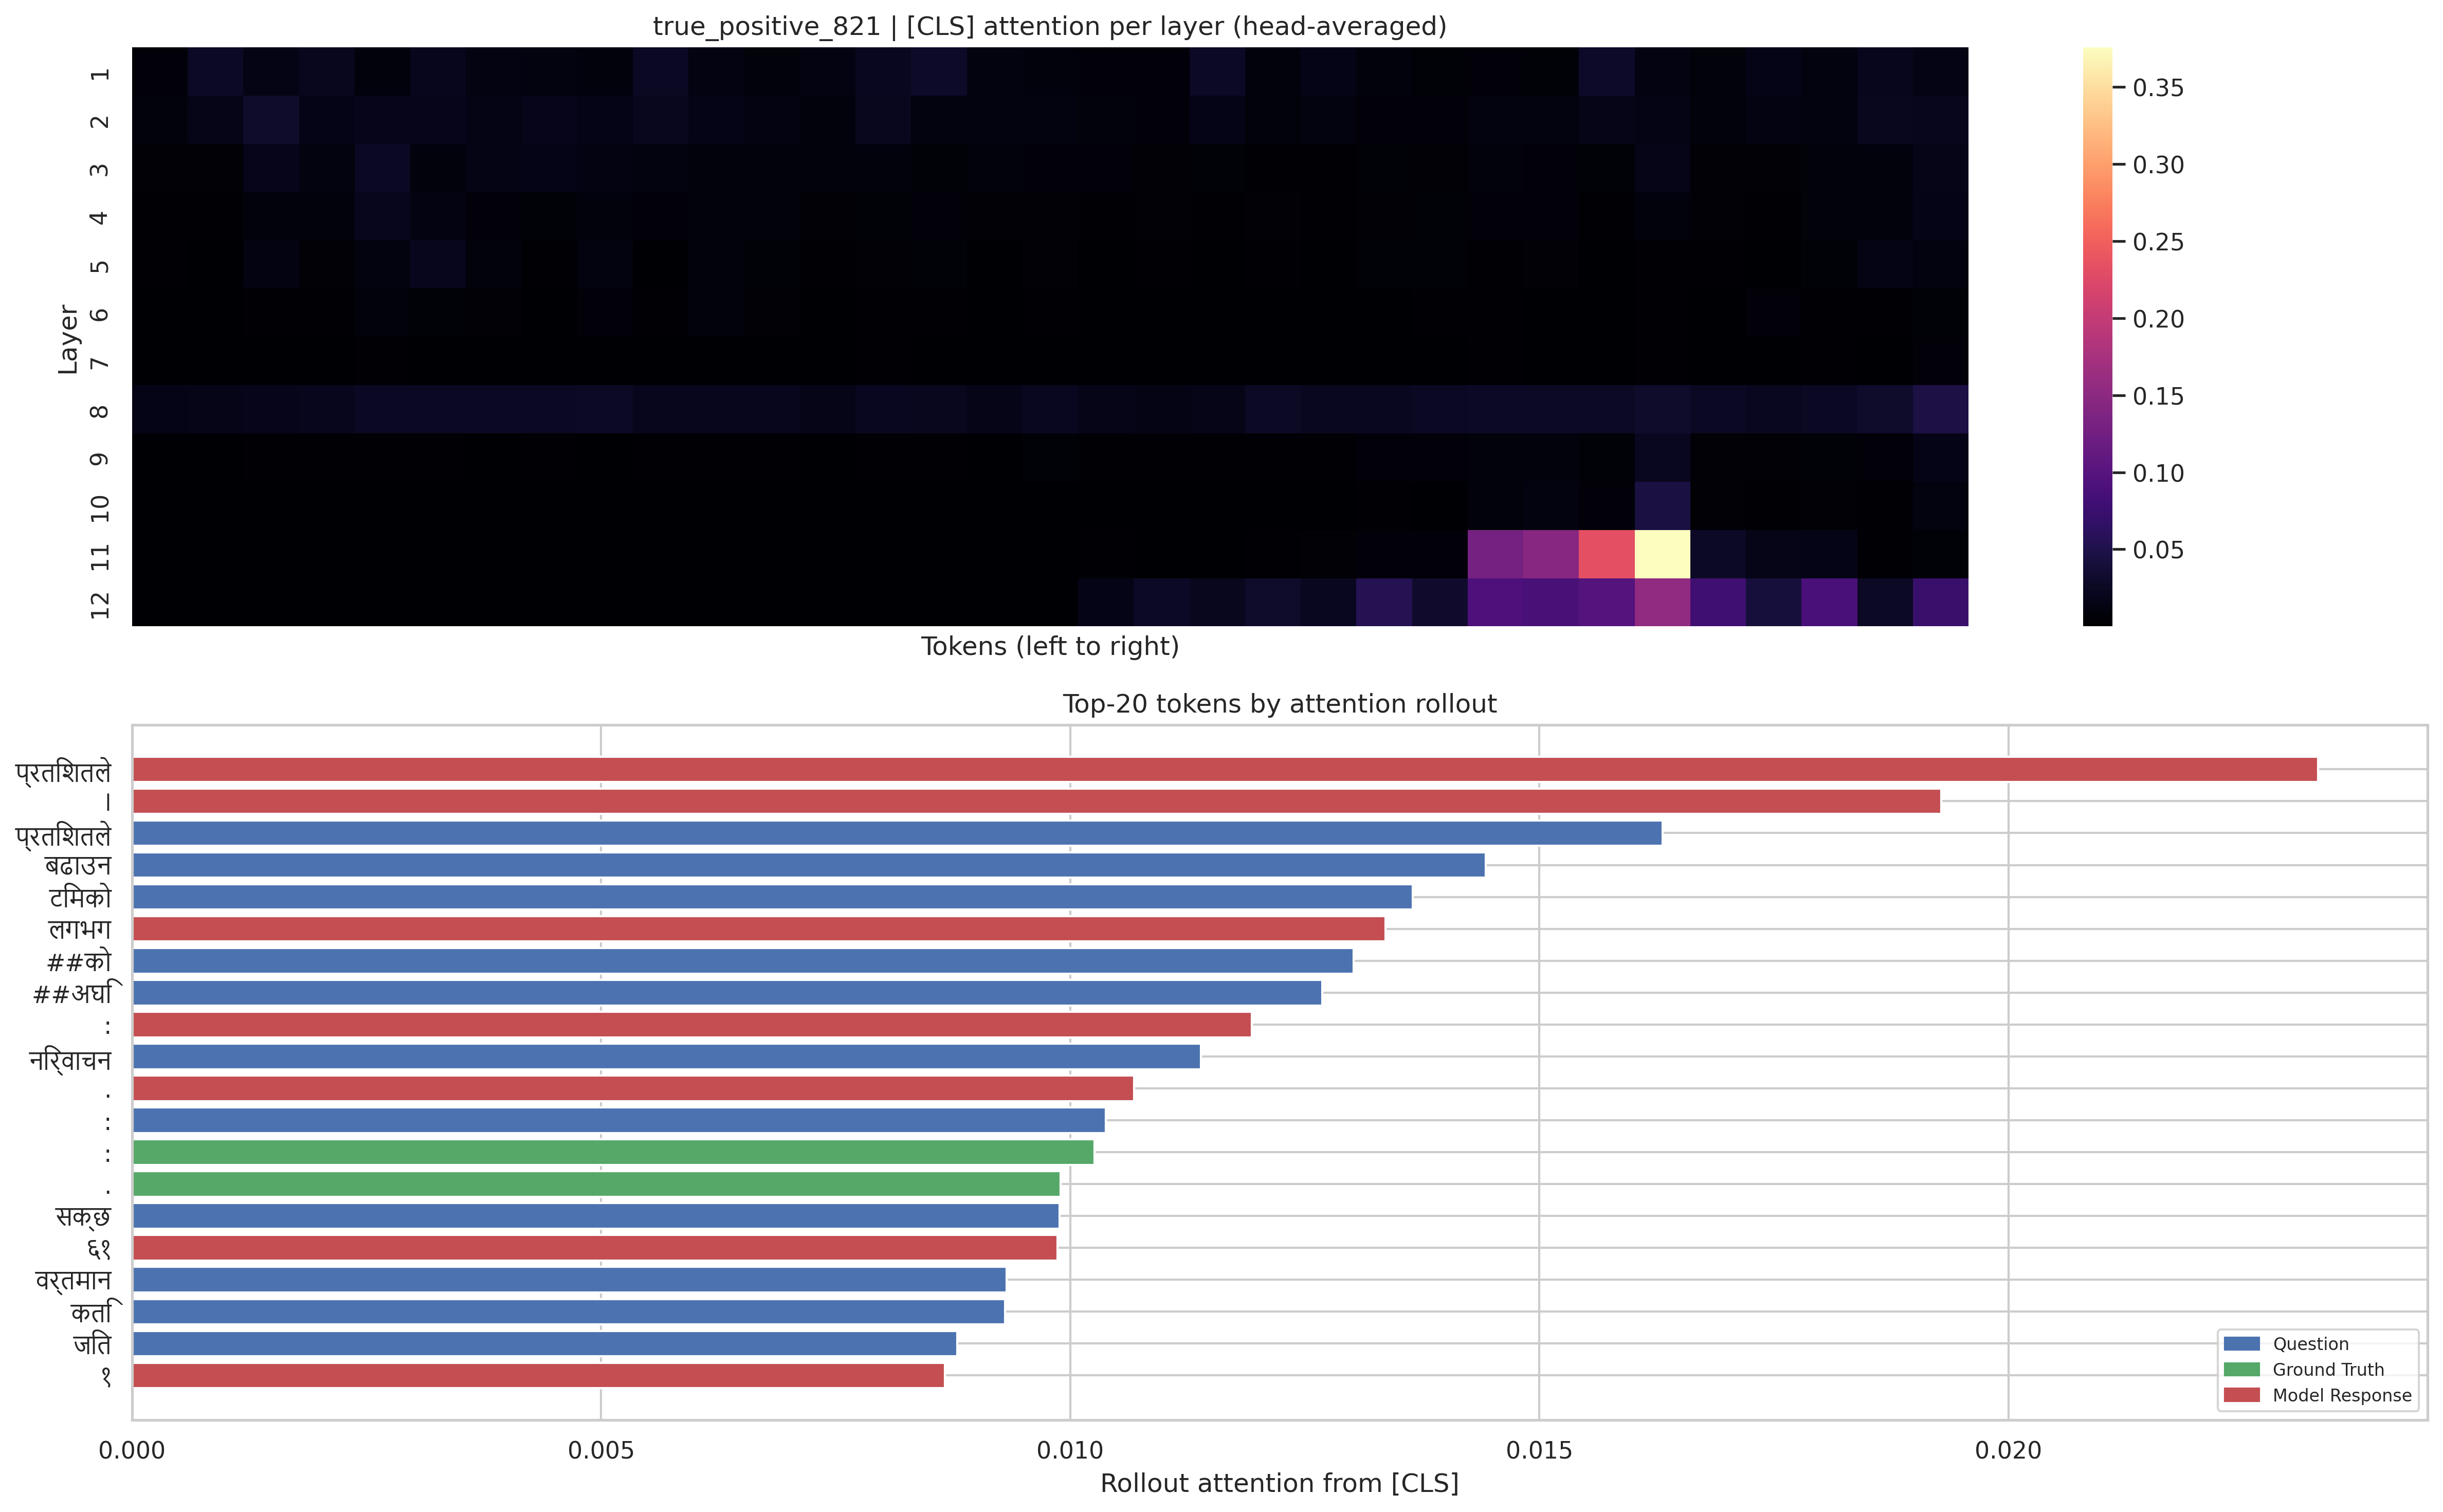 true_positive_821 | [CLS] attention per layer (head-averaged)
Layer
1
2
3
4
5
6
7
8
9
10
11
12
0.35
0.30
0.25
0.20
0.15
0.10
0.05
Tokens (left to right)
Top-20 tokens by attention rollout
प्रतशितले
।
प्रतशितले
बढाउन
टमिको
लगभग
##को
##अघि
:
नरि्वाचन
.
:
:
.
सक्छ
६१
वर्तमान
कति
जति
१
Question
Ground Truth
Model Response
0.000 0.005 0.010 0.015 0.020
Rollout attention from [CLS]